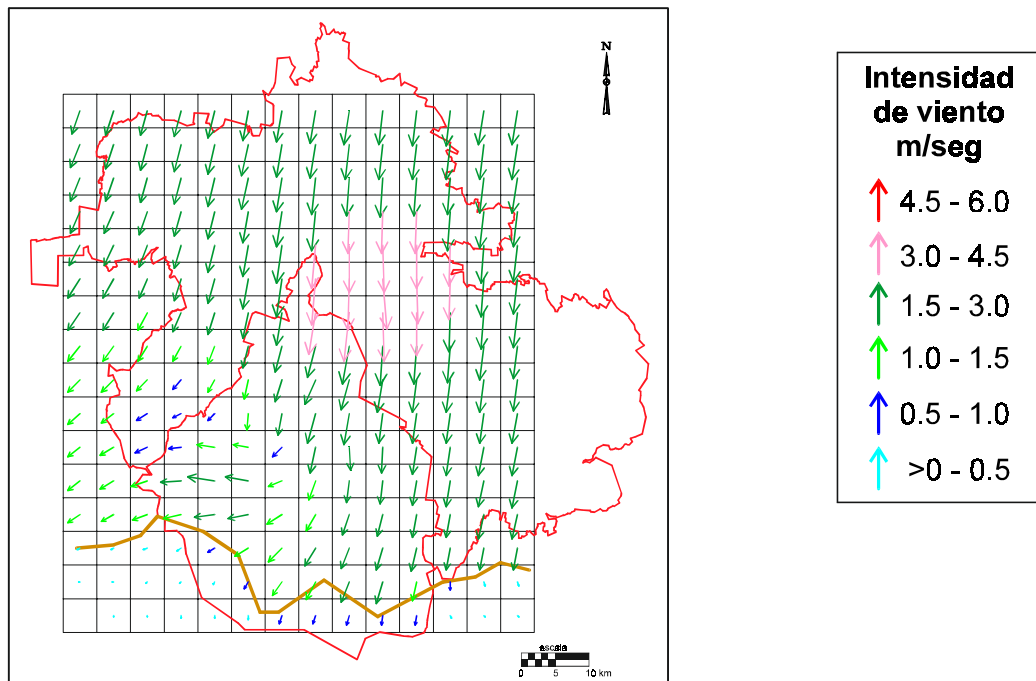 N
Intensidad
de viento
m/seg
4.5 - 6.0
3.0 - 4.5
1.5 - 3.0
1.0 - 1.5
0.5 - 1.0
>0 - 0.5
escala
0 5 10 km